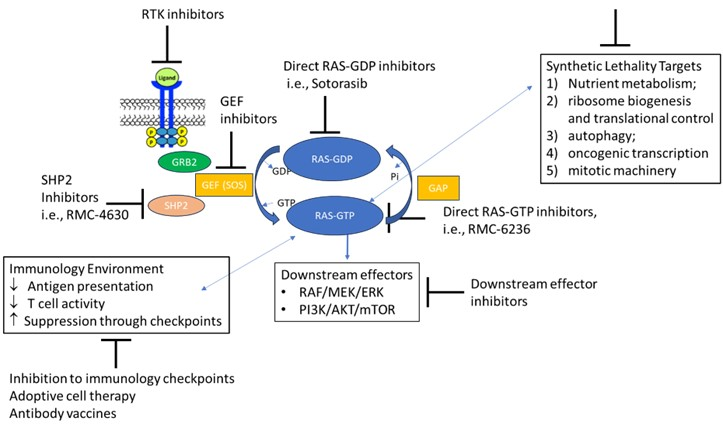 RTK inhibitors
Ligand
P P
P P
GRB2
GEF (SOS)
SHP2
SHP2
Inhibitors
i.e., RMC-4630
GEF
inhibitors
Direct RAS-GDP inhibitors
i.e., Sotorasib
RAS-GDP
GDP
Pi
GTP
GAP
RAS-GTP
Direct RAS-GTP inhibitors,
i.e., RMC-6236
Synthetic Lethality Targets
1) Nutrient metabolism;
2) ribosome biogenesis
and translational control
3) autophagy;
4) oncogenic transcription
5) mitotic machinery
Immunology Environment
↓ Antigen presentation
↓ T cell activity
↑ Suppression through checkpoints
Downstream effectors
• RAF/MEK/ERK
• PI3K/AKT/mTOR
Downstream effector
inhibitors
Inhibition to immunology checkpoints
Adoptive cell therapy
Antibody vaccines